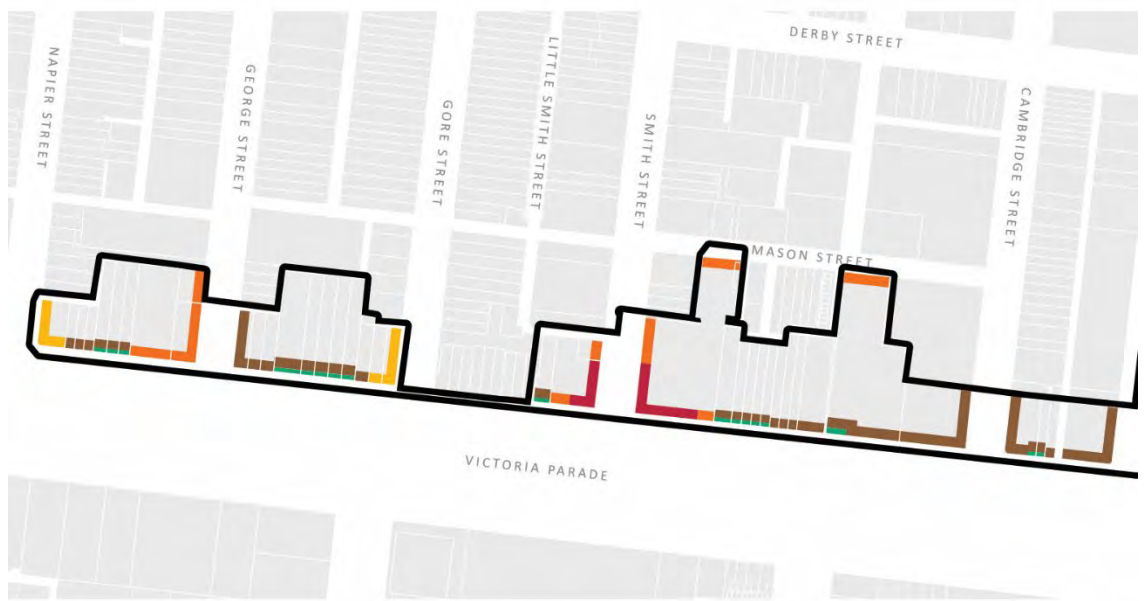 DERBY STREET
NAPIER STREET
GEORGE STREET
GORE STREET
LITTLE SMITH STREET
SMITH STREET
CAMBRIDGE STREET
MASON STREET
VICTORIA PARADE